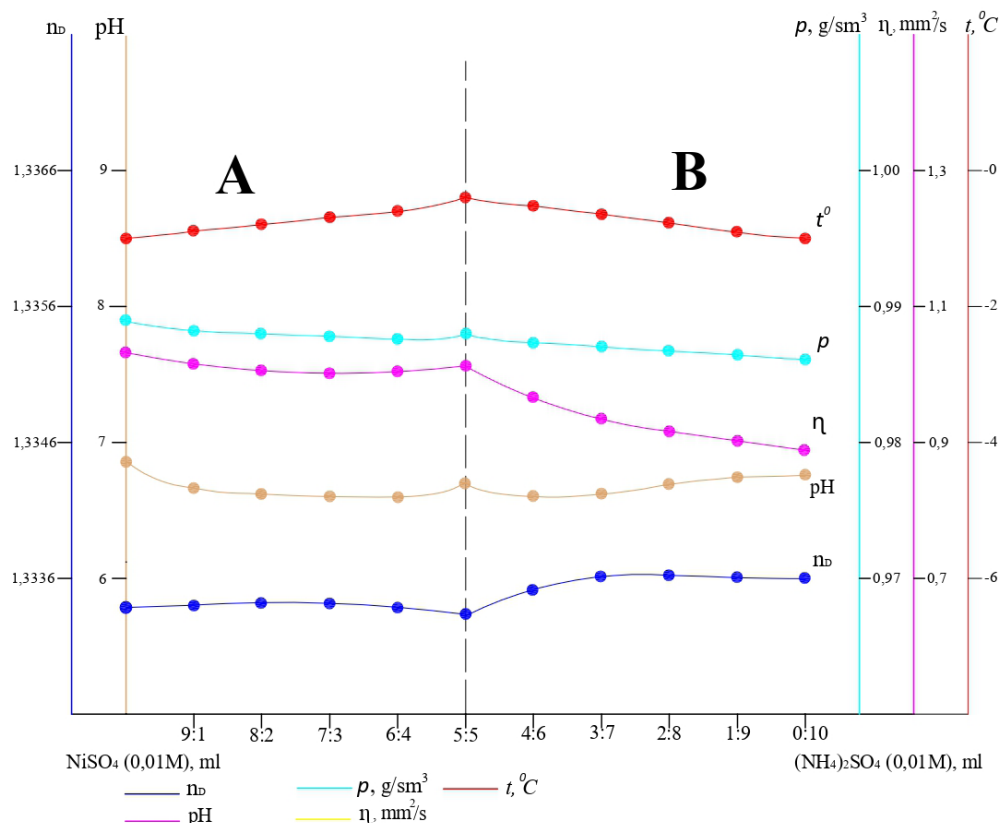 n_D pH p, g/sm³ η, mm²/s t, ⁰C
1,3366 9 1,00 1,3 -0
A B
t⁰
1,3356 8 0,99 1,1 -2
p
η
1,3346 7 0,98 0,9 -4
pH
n_D
1,3336 6 0,97 0,7 -6
9:1 8:2 7:3 6:4 5:5 4:6 3:7 2:8 1:9 0:10
NiSO₄ (0,01M), ml (NH₄)₂SO₄ (0,01M), ml
n_D p, g/sm³ t, ⁰C
pH η, mm²/s